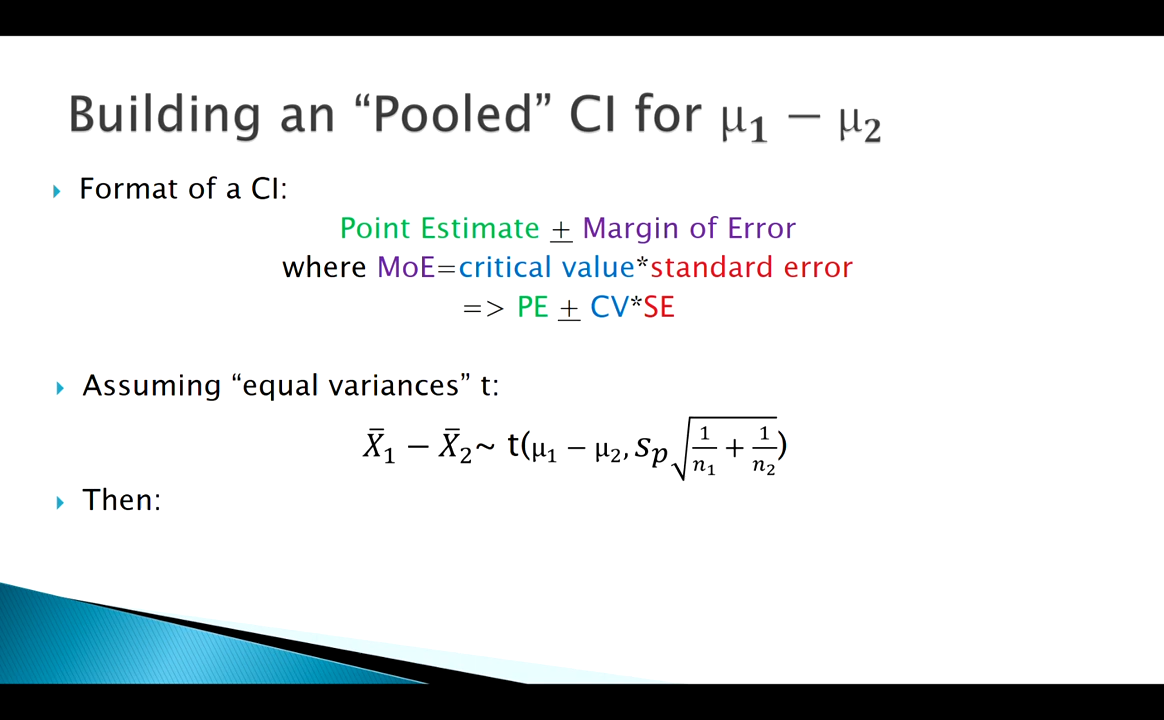 Building an “Pooled” CI for μ₁ − μ₂
Format of a CI:
Point Estimate ± Margin of Error
where MoE=critical value*standard error
=> PE ± CV*SE
Assuming “equal variances” t:
X̄₁ − X̄₂~ t(μ₁ − μ₂, Sₚ√(1/n₁ + 1/n₂))
Then: